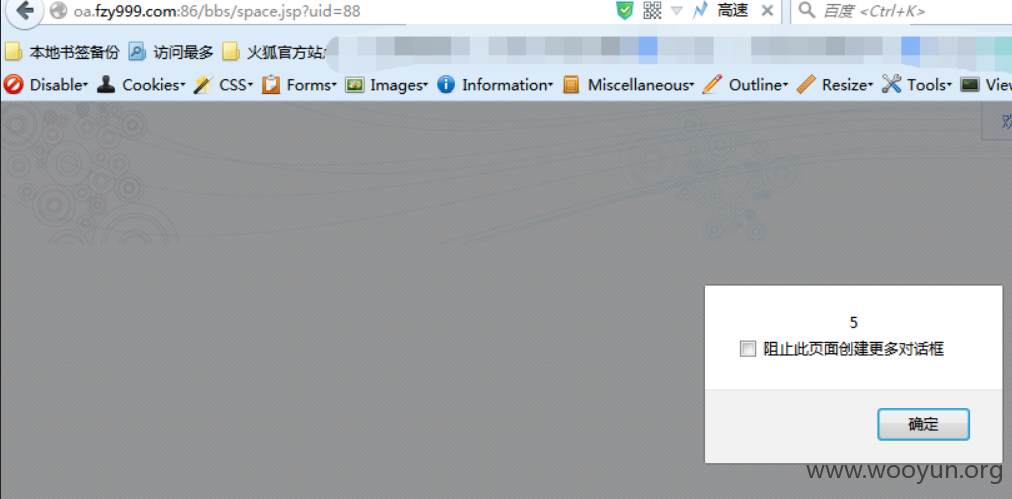 oa.fzy999.com:86/bbs/space.jsp?uid=88
高速
百度 <Ctrl+K>
本地书签备份 访问最多 火狐官方站
Disable Cookies CSS Forms Images Information Miscellaneous Outline Resize Tools View
5
阻止此页面创建更多对话框
确定
www.wooyun.org